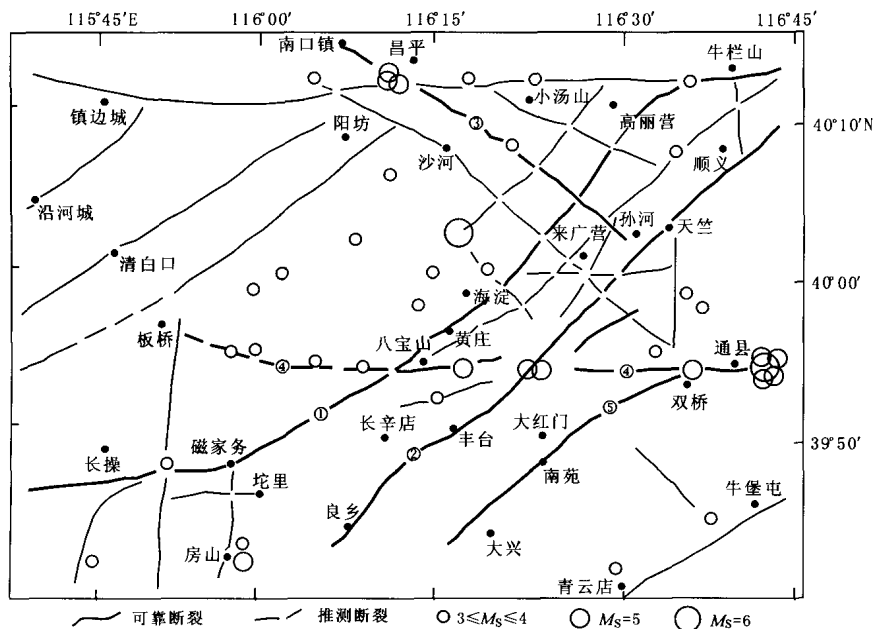 115°45′E 116°00′ 116°15′ 116°30′ 116°45′
南口镇
昌平
牛栏山
镇边城
小汤山
高丽营
40°10′N
阳坊
沙河
③
顺义
沿河城
孙河
天竺
来广营
清白口
40°00′
海淀
板桥
八宝山
黄庄
通县
④
④
①
长辛店
大红门
⑤
双桥
丰台
39°50′
长操
磁家务
②
坨里
南苑
牛堡屯
良乡
房山
大兴
青云店
可靠断裂 推测断裂 3≤Ms≤4 Ms=5 Ms=6